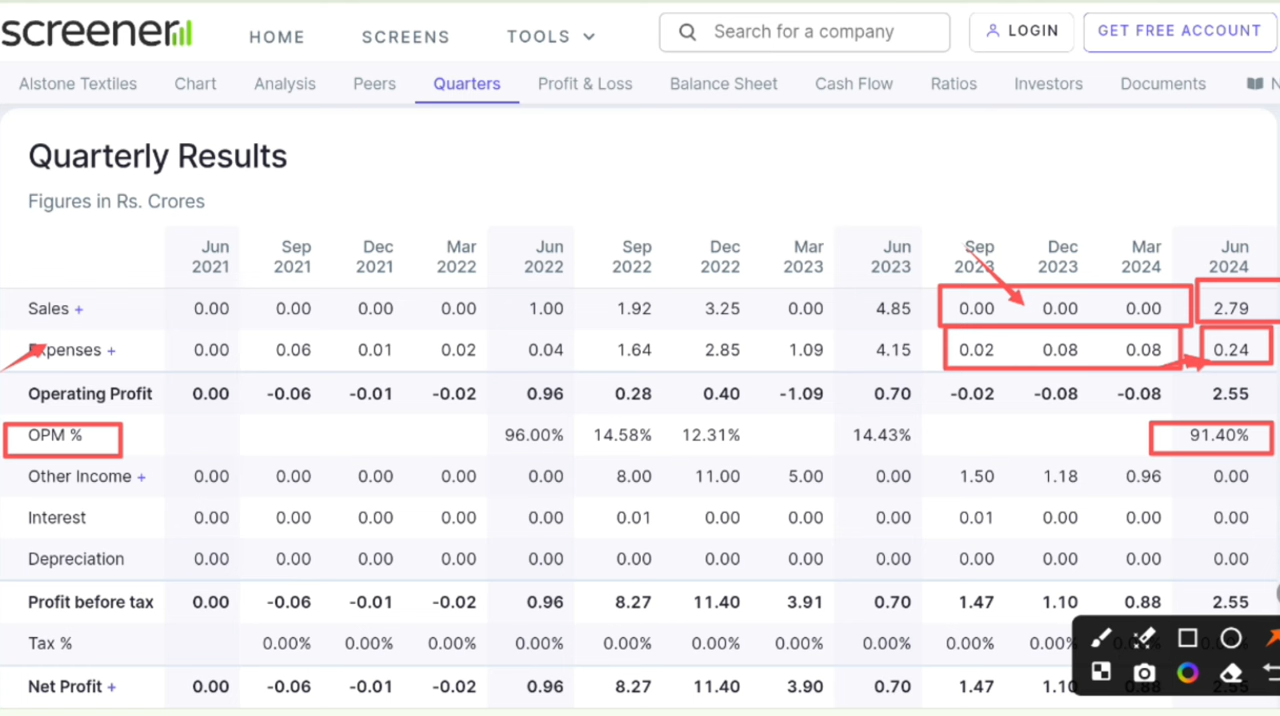 screener HOME SCREENS TOOLS Search for a company LOGIN GET FREE ACCOUNT
Alstone Textiles Chart Analysis Peers Quarters Profit & Loss Balance Sheet Cash Flow Ratios Investors Documents N
Quarterly Results
Figures in Rs. Crores
Jun 2021 Sep 2021 Dec 2021 Mar 2022 Jun 2022 Sep 2022 Dec 2022 Mar 2023 Jun 2023 Sep 2023 Dec 2023 Mar 2024 Jun 2024
Sales + 0.00 0.00 0.00 0.00 1.00 1.92 3.25 0.00 4.85 0.00 0.00 0.00 2.79
Expenses + 0.00 0.06 0.01 0.02 0.04 1.64 2.85 1.09 4.15 0.02 0.08 0.08 0.24
Operating Profit 0.00 -0.06 -0.01 -0.02 0.96 0.28 0.40 -1.09 0.70 -0.02 -0.08 -0.08 2.55
OPM % 96.00% 14.58% 12.31% 14.43% 91.40%
Other Income + 0.00 0.00 0.00 0.00 0.00 8.00 11.00 5.00 0.00 1.50 1.18 0.96 0.00
Interest 0.00 0.00 0.00 0.00 0.00 0.01 0.00 0.00 0.00 0.01 0.00 0.00 0.00
Depreciation 0.00 0.00 0.00 0.00 0.00 0.00 0.00 0.00 0.00 0.00 0.00 0.00 0.00
Profit before tax 0.00 -0.06 -0.01 -0.02 0.96 8.27 11.40 3.91 0.70 1.47 1.10 0.88 2.55
Tax % 0.00% 0.00% 0.00% 0.00% 0.00% 0.00% 0.00% 0.00% 0.00% 0.00%
Net Profit + 0.00 -0.06 -0.01 -0.02 0.96 8.27 11.40 3.90 0.70 1.47 1.10 0.88 2.55